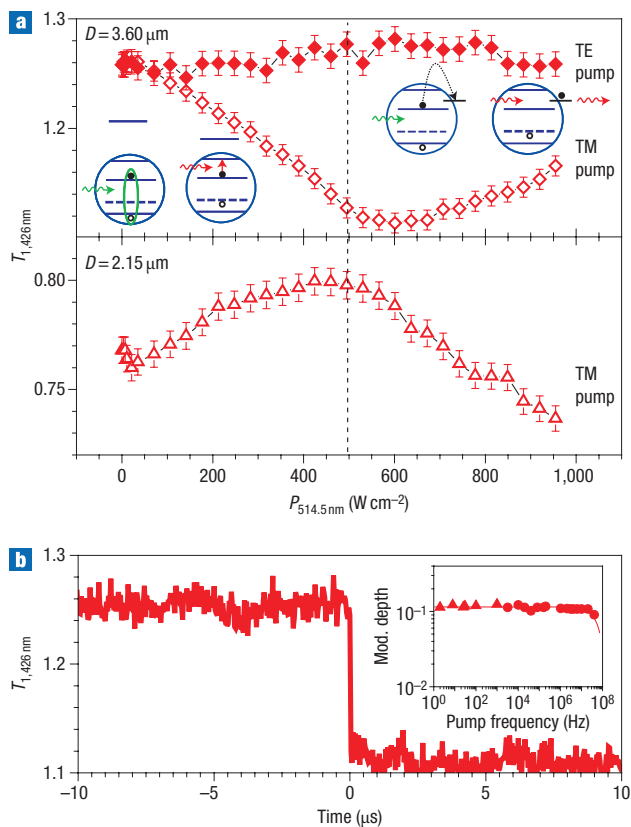 a
D = 3.60 μm
TE
pump
TM
pump
1.3
1.2
T1,426 nm
D = 2.15 μm
0.80
0.75
TM
pump
0 200 400 600 800 1,000
P514.5 nm (W cm–2)
b
1.3
1.2
1.1
T1,426 nm
Mod. depth
10–1
10–2
100 102 104 106 108
Pump frequency (Hz)
–10 –5 0 5 10
Time (μs)